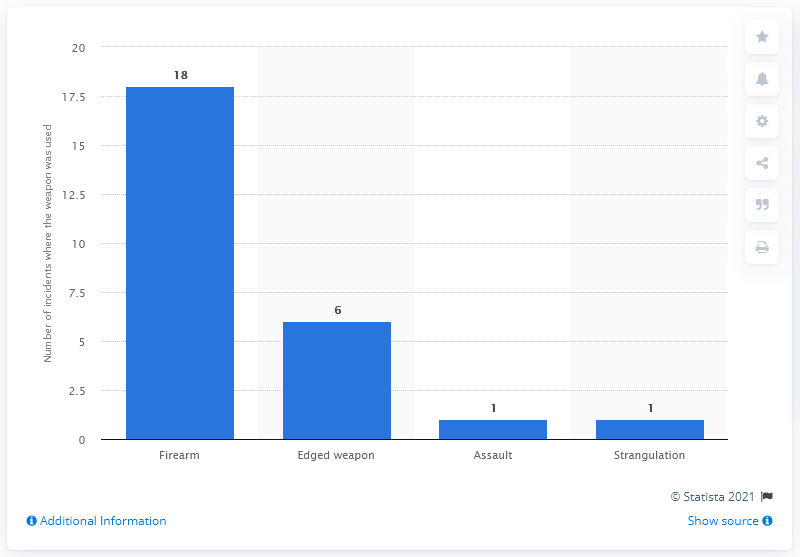 Number of incidents where the weapon was used
20
17.5
15
12.5
10
7.5
5
2.5
0
18
6
1
1
Firearm
Edged weapon
Assault
Strangulation
© Statista 2021
Additional Information
Show source